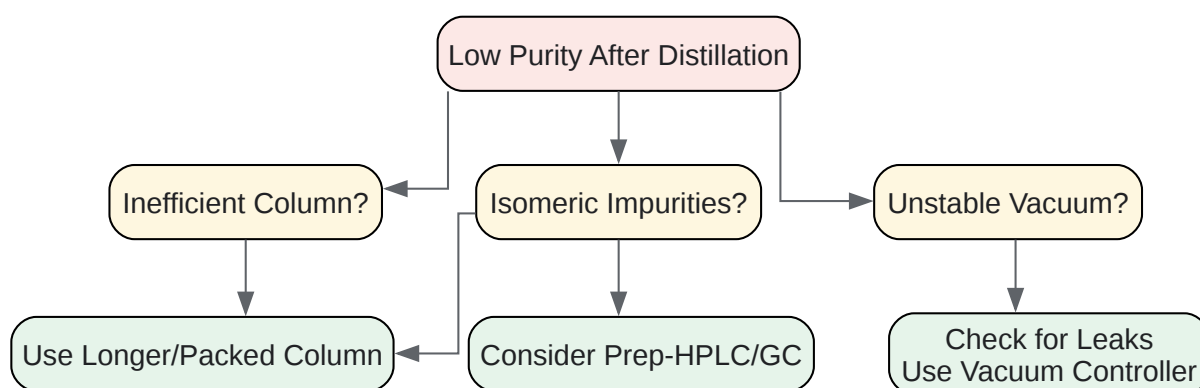 Low Purity After Distillation
Inefficient Column?
Isomeric Impurities?
Unstable Vacuum?
Use Longer/Packed Column
Consider Prep-HPLC/GC
Check for Leaks
Use Vacuum Controller